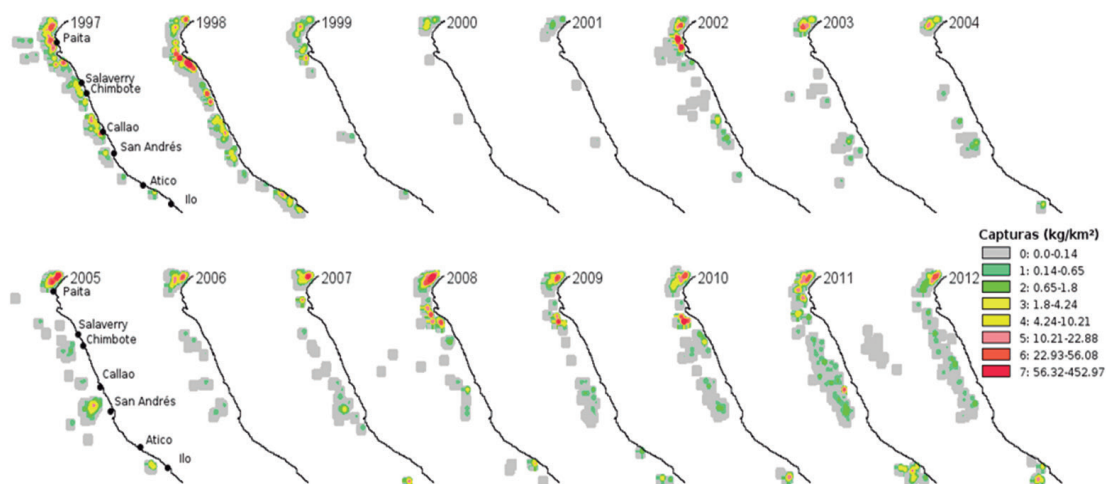 1997 1998 1999 2000 2001 2002 2003 2004
Paita
Salaverry
Chimbote
Callao
San Andrés
Atico
Ilo
Capturas (kg/km²)
0: 0.0-0.14
1: 0.14-0.65
2: 0.65-1.8
3: 1.8-4.24
4: 4.24-10.21
5: 10.21-22.88
6: 22.93-56.08
7: 56.32-452.97
2005 2006 2007 2008 2009 2010 2011 2012
Paita
Salaverry
Chimbote
Callao
San Andrés
Atico
Ilo